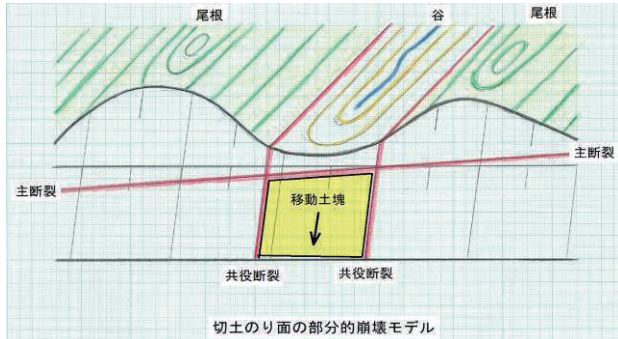 尾根
谷
尾根
主断裂
主断裂
移動土塊
共役断裂
共役断裂
切土のり面の部分的崩壊モデル